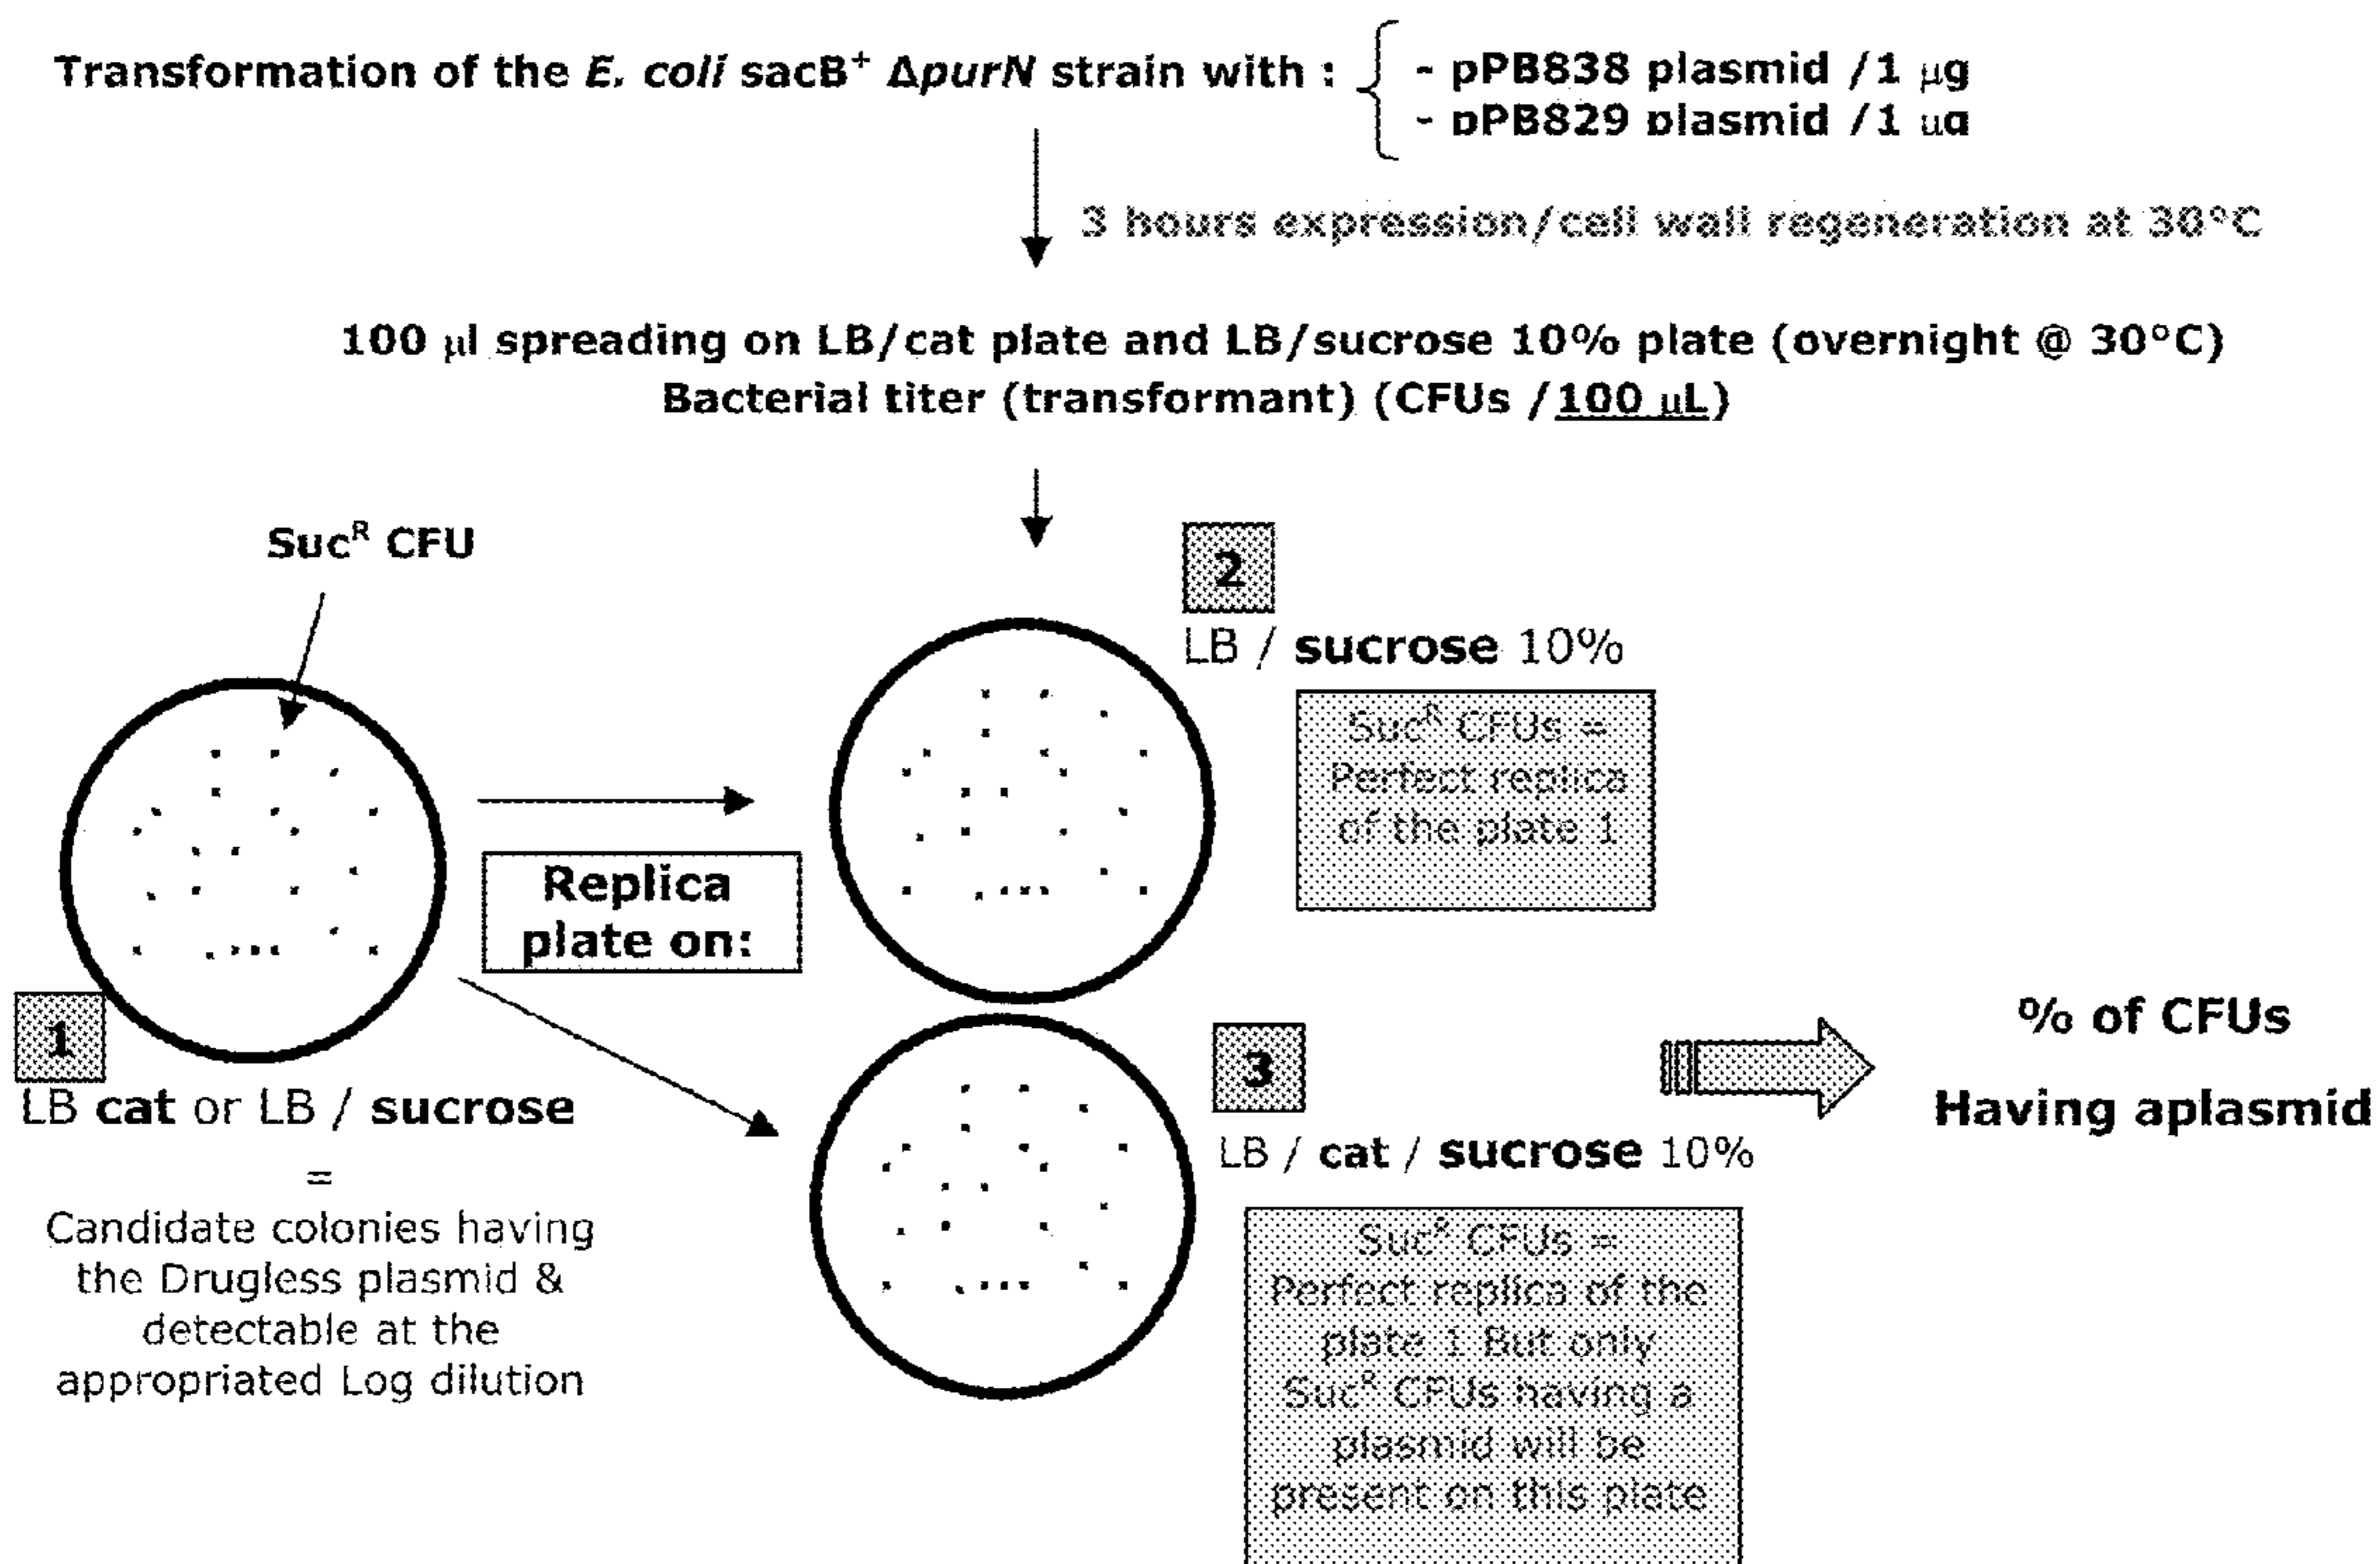 Transformation of the E. coli sacB⁺ ΔpurN strain with :
- pPB838 plasmid /1 µg
- pPB829 plasmid /1 µg
3 hours expression/cell wall regeneration at 30°C
100 µl spreading on LB/cat plate and LB/sucrose 10% plate (overnight @ 30°C)
Bacterial titer (transformant) (CFUs /100 µL)
Sucᴿ CFU
2
LB / sucrose 10%
Sucᴿ CFUs =
Perfect replica
of the plate 1
Replica
plate on:
1
LB cat or LB / sucrose
=
Candidate colonies having
the Drugless plasmid &
detectable at the
appropriated Log dilution
3
LB / cat / sucrose 10%
Sucᴿ CFUs =
Perfect replica of the
plate 1 But only
Sucᴿ CFUs having a
plasmid will be
present on this plate
% of CFUs
Having aplasmid